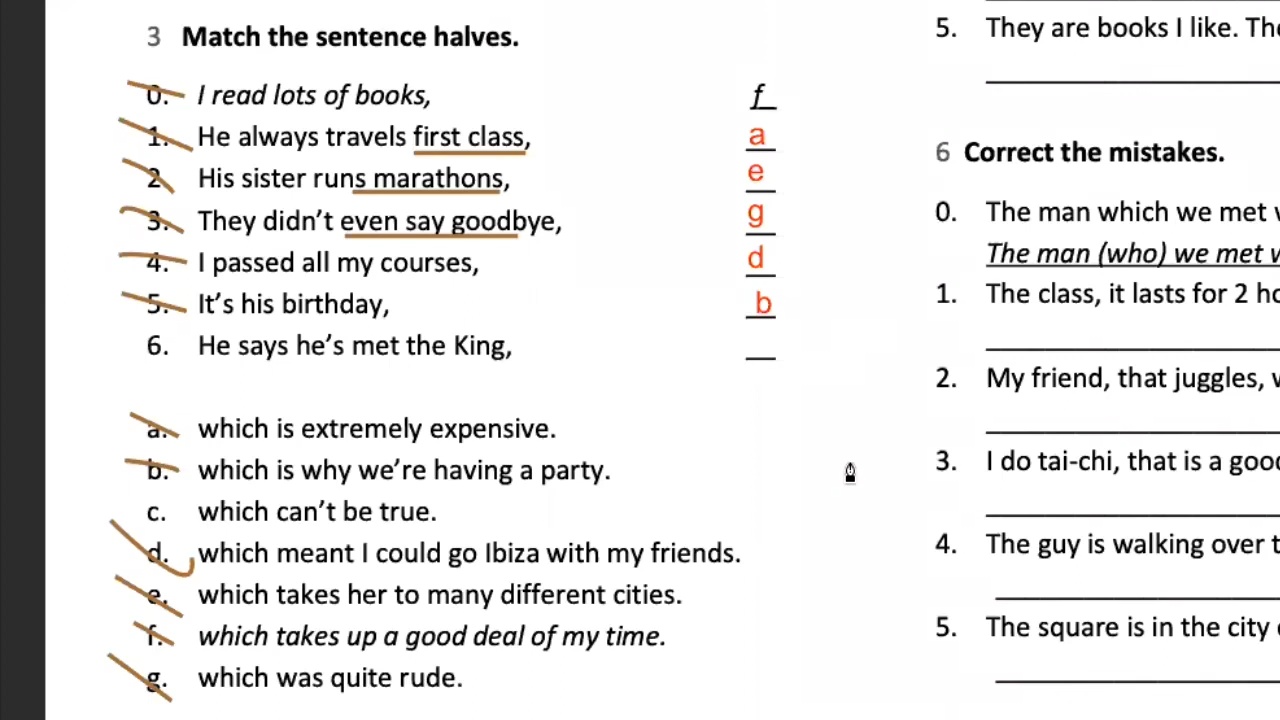 3 Match the sentence halves.
0. I read lots of books, f
1. He always travels first class, a
2. His sister runs marathons, e
3. They didn't even say goodbye, g
4. I passed all my courses, d
5. It's his birthday, b
6. He says he's met the King, __
a. which is extremely expensive.
b. which is why we're having a party.
c. which can't be true.
d. which meant I could go Ibiza with my friends.
e. which takes her to many different cities.
f. which takes up a good deal of my time.
g. which was quite rude.
5. They are books I like.
6 Correct the mistakes.
0. The man which we met
The man (who) we met
1. The class, it lasts for 2
2. My friend, that juggles,
3. I do tai-chi, that is a
4. The guy is walking over
5. The square is in the city